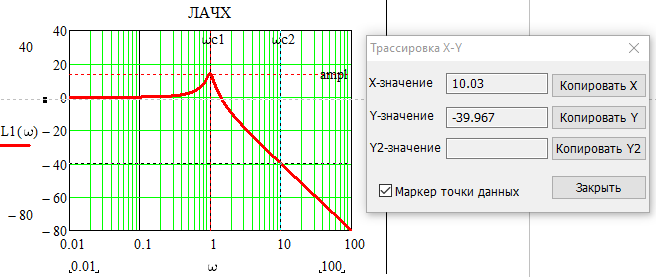 ЛАЧХ
40
40
ωc1
ωc2
20
ampl
0
L1(ω)
− 20
− 40
− 60
− 80
− 80
0.01
0.1
1
10
100
0.01
ω
100
Трассировка X-Y
X-значение
10.03
Копировать X
Y-значение
-39.967
Копировать Y
Y2-значение
Копировать Y2
Маркер точки данных
Закрыть